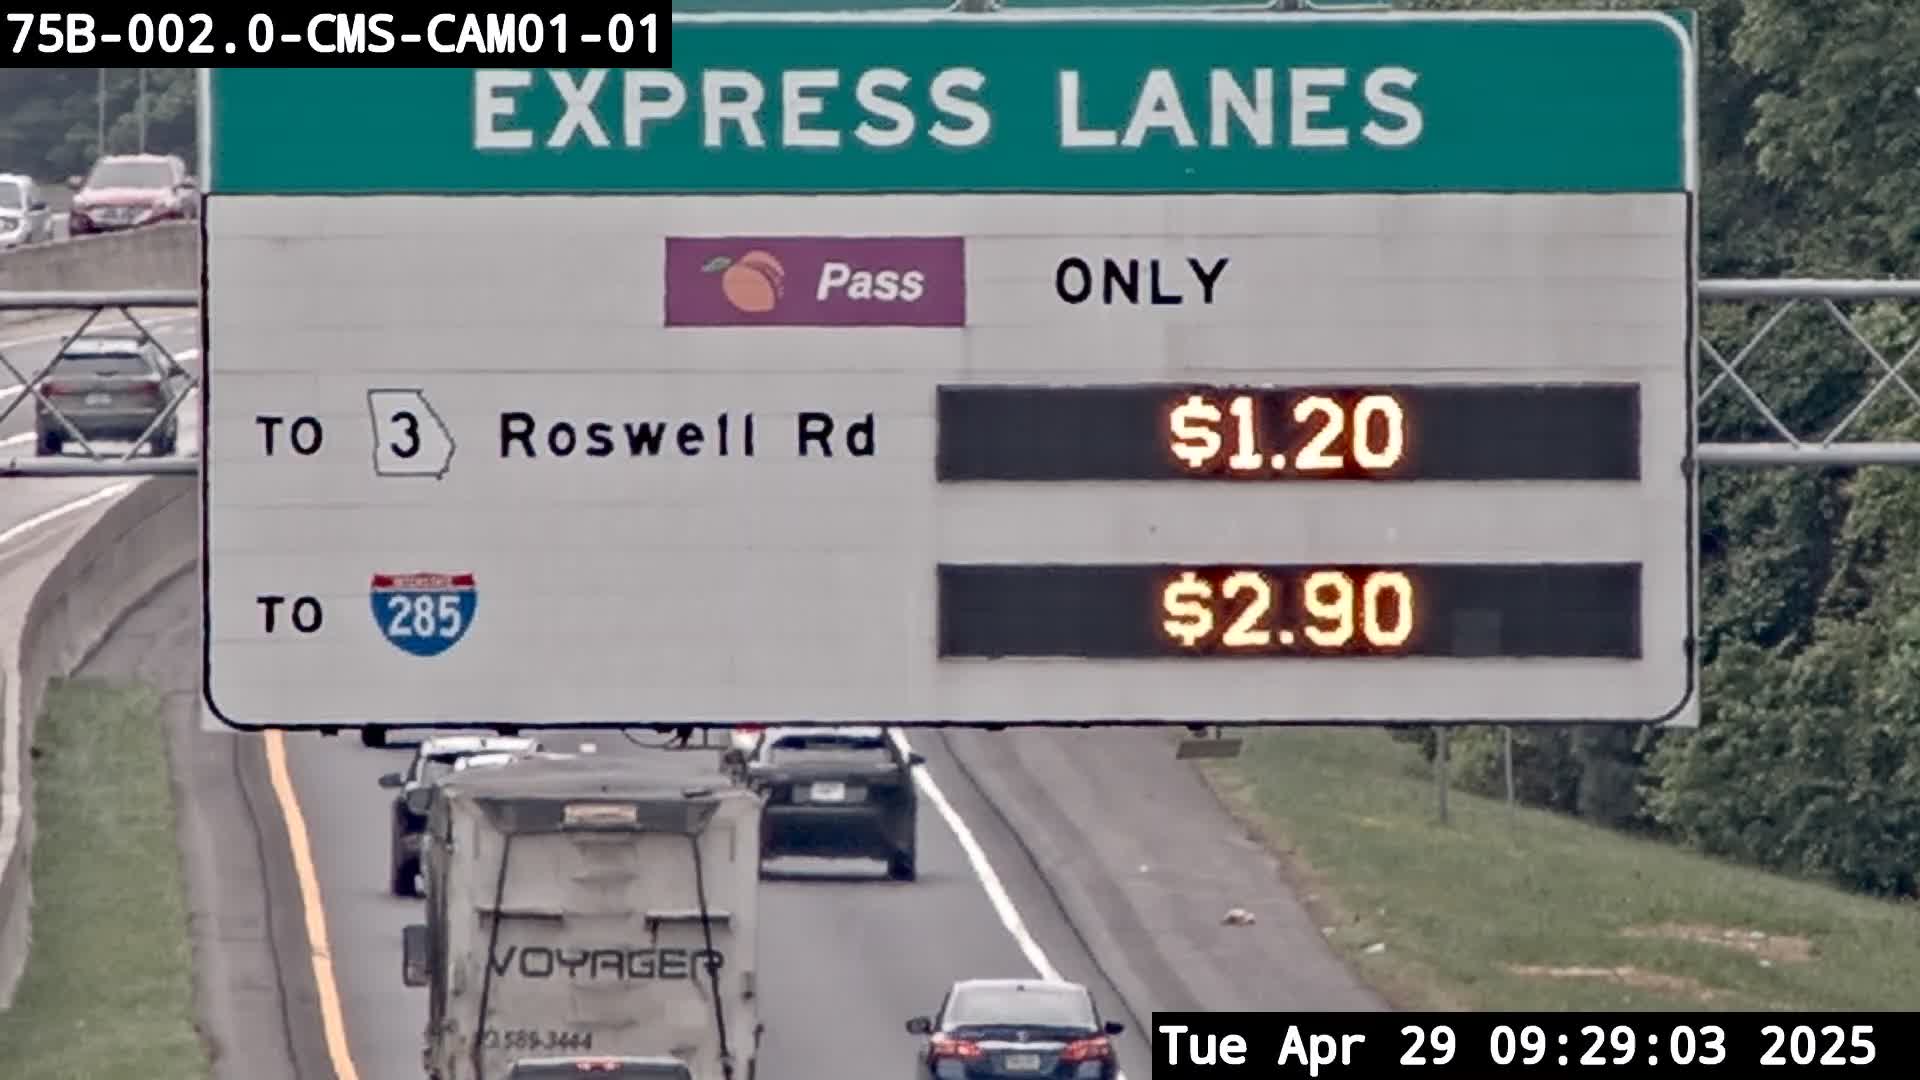 75B-002.0-CMS-CAM01-01
EXPRESS LANES
Pass ONLY
TO 3 Roswell Rd $1.20
INTERSTATE
TO 285 $2.90
VOYAGER
Tue Apr 29 09:29:03 2025